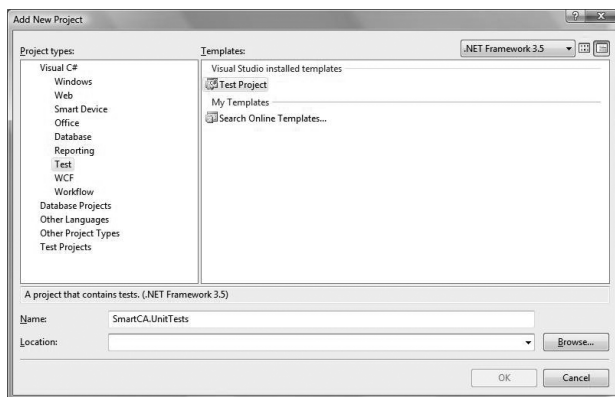 Add New Project
Project types:
Templates:
.NET Framework 3.5
Visual C#
Windows
Web
Smart Device
Office
Database
Reporting
Test
WCF
Workflow
Database Projects
Other Languages
Other Project Types
Test Projects
Visual Studio installed templates
Test Project
My Templates
Search Online Templates...
A project that contains tests. (.NET Framework 3.5)
Name:
SmartCA.UnitTests
Location:
Browse...
OK
Cancel